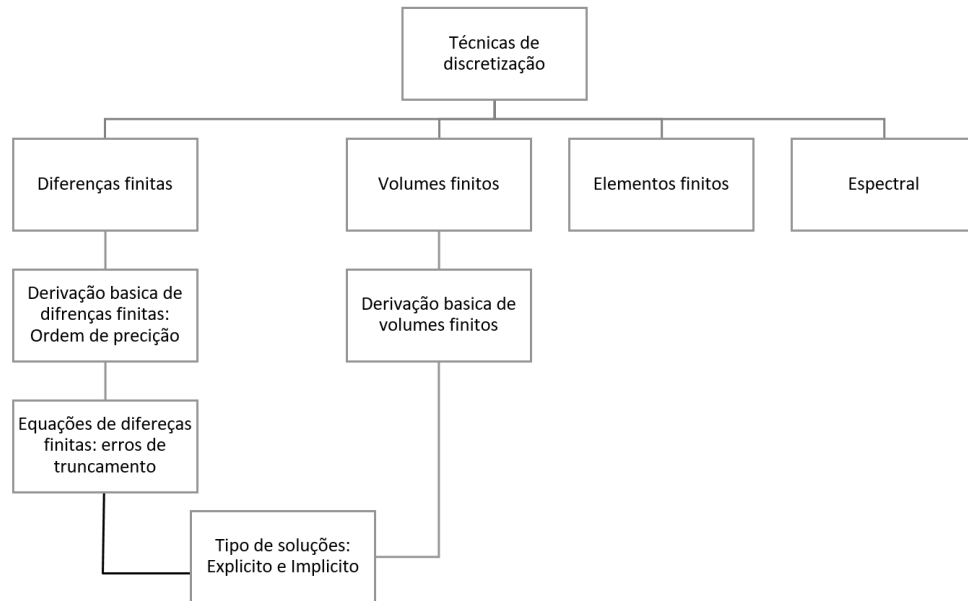 Técnicas de
discretização
Diferenças finitas
Volumes finitos
Elementos finitos
Espectral
Derivação basica de
difrenças finitas:
Ordem de precição
Derivação basica de
volumes finitos
Equações de difereças
finitas: erros de
truncamento
Tipo de soluções:
Explicito e Implicito